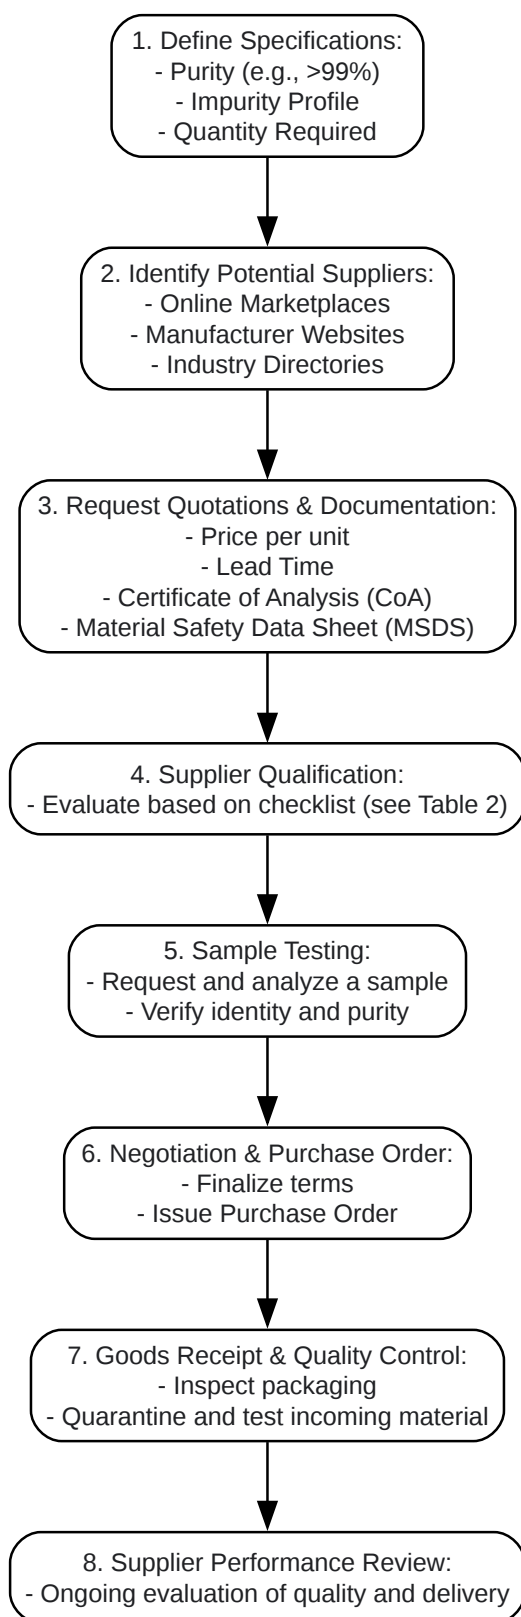 1. Define Specifications:
- Purity (e.g., >99%)
- Impurity Profile
- Quantity Required
2. Identify Potential Suppliers:
- Online Marketplaces
- Manufacturer Websites
- Industry Directories
3. Request Quotations & Documentation:
- Price per unit
- Lead Time
- Certificate of Analysis (CoA)
- Material Safety Data Sheet (MSDS)
4. Supplier Qualification:
- Evaluate based on checklist (see Table 2)
5. Sample Testing:
- Request and analyze a sample
- Verify identity and purity
6. Negotiation & Purchase Order:
- Finalize terms
- Issue Purchase Order
7. Goods Receipt & Quality Control:
- Inspect packaging
- Quarantine and test incoming material
8. Supplier Performance Review:
- Ongoing evaluation of quality and delivery